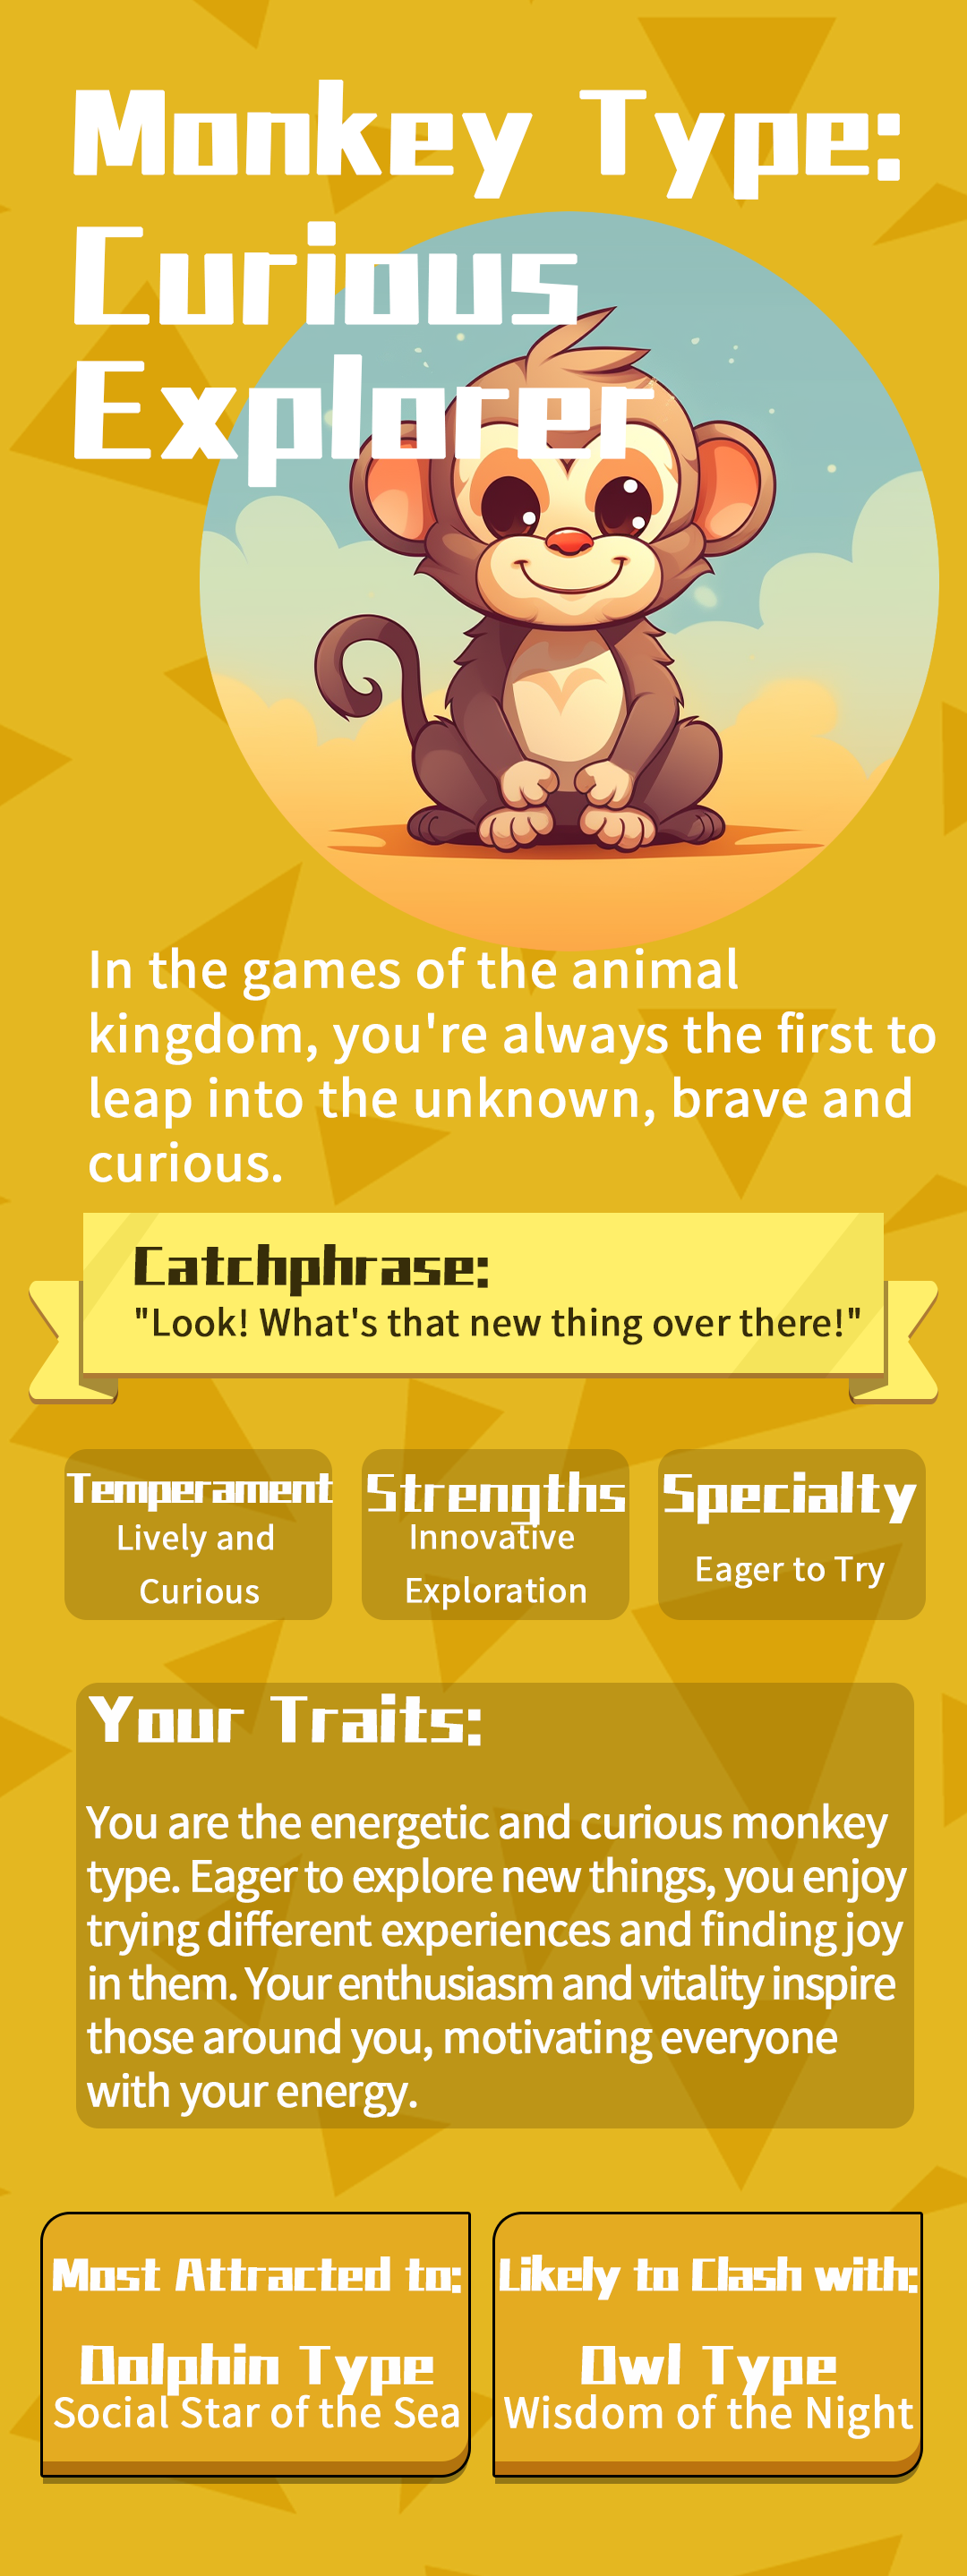 Monkey Type:
Curious
Explorer
In the games of the animal
kingdom, you're always the first to
leap into the unknown, brave and
curious.
Catchphrase:
"Look! What's that new thing over there!"
Temperament
Lively and
Curious
Strengths
Innovative
Exploration
Specialty
Eager to Try
Your Traits:
You are the energetic and curious monkey
type. Eager to explore new things, you enjoy
trying different experiences and finding joy
in them. Your enthusiasm and vitality inspire
those around you, motivating everyone
with your energy.
Most Attracted to:
Dolphin Type
Social Star of the Sea
Likely to Clash with:
Owl Type
Wisdom of the Night